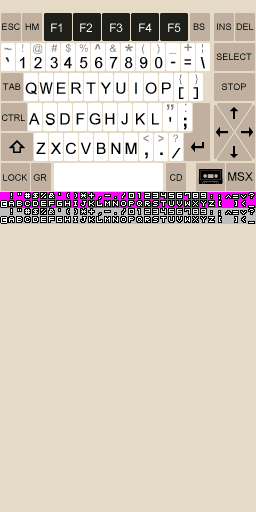 ESC HM F1 F2 F3 F4 F5 BS INS DEL
~ ! @ # $ % ^ & * ( ) _ + ¦
` 1 2 3 4 5 6 7 8 9 0 - = \ SELECT
TAB Q W E R T Y U I O P { [ } ] STOP
CTRL A S D F G H J K L " ' : ;
Z X C V B N M < , > . ? /
LOCK GR CD MSX
!"#$%&'()*+,-./0123456789:;
@ABCDEFGHIJKLMNOPQRSTUVWXYZ[
!"#$%&'()*+,-./0123456789:;
@ABCDEFGHIJKLMNOPQRSTUVWXYZ[